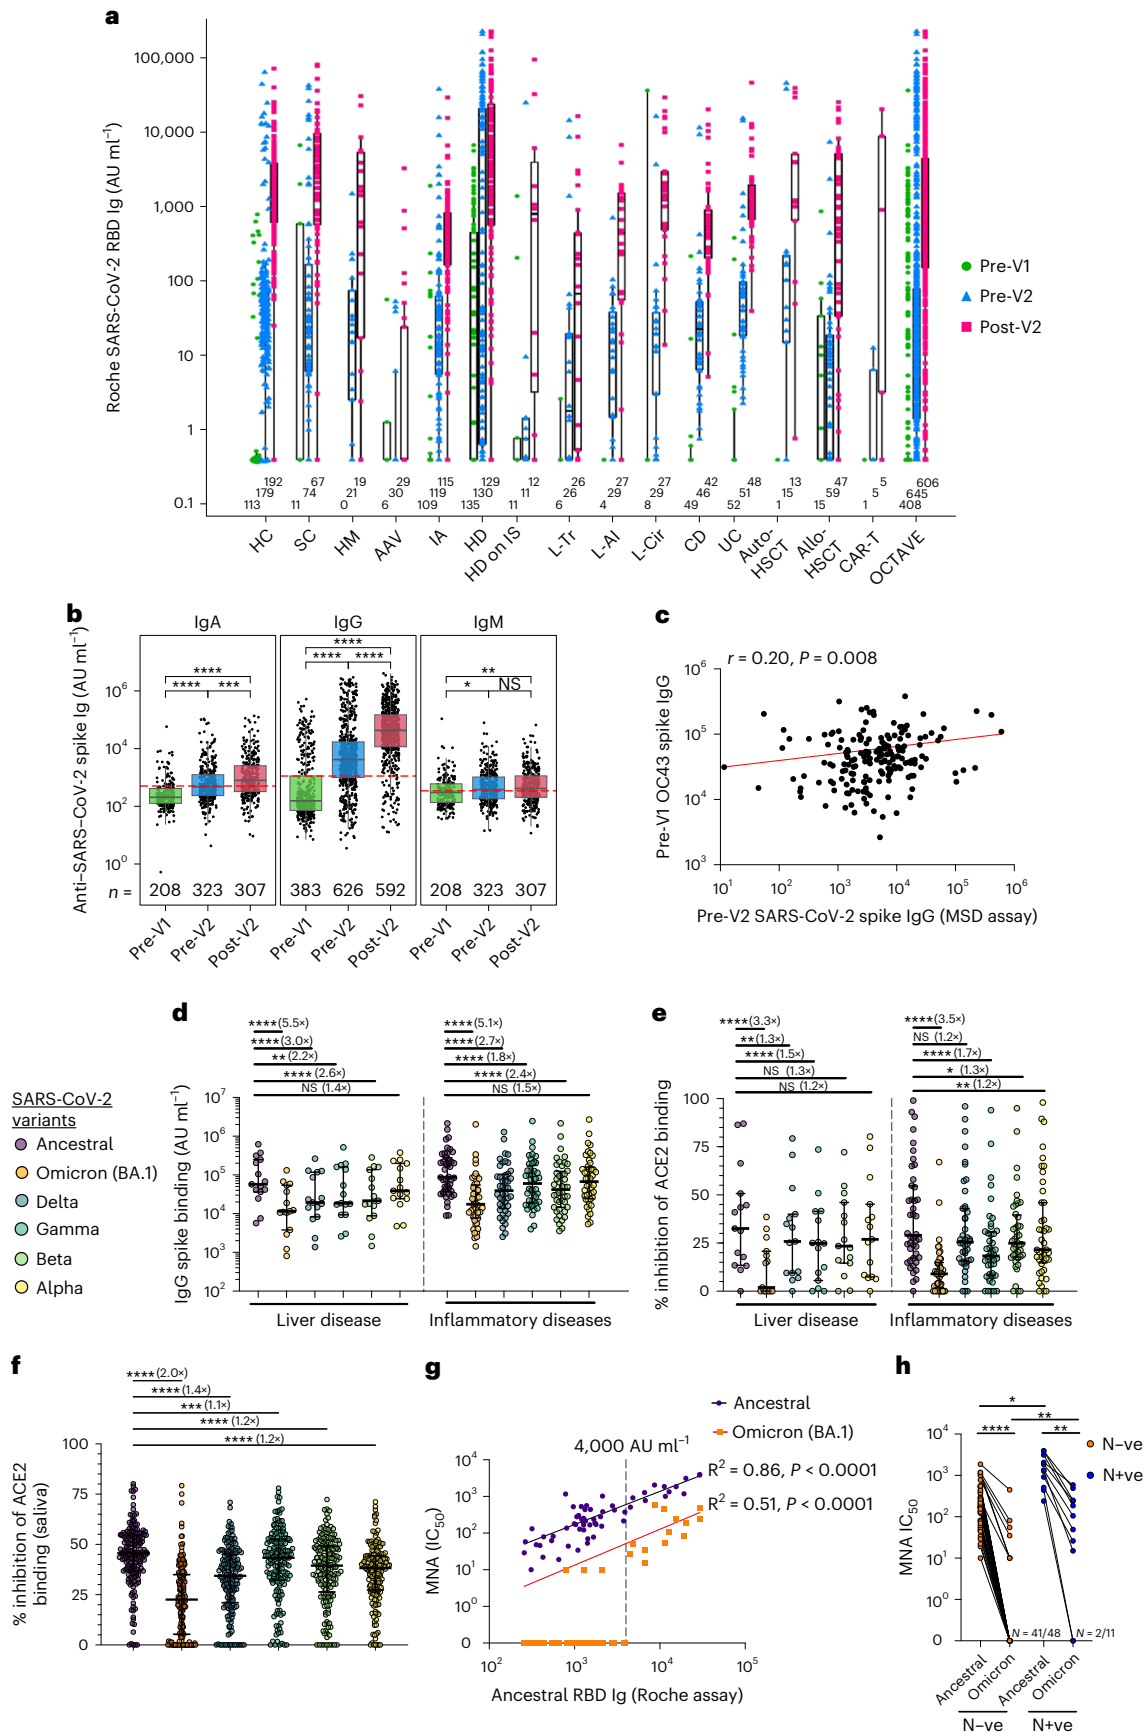 a
Roche SARS-CoV-2 RBD Ig (AU ml⁻¹)
100,000
10,000
1,000
100
10
1
0.1
Pre-V1
Pre-V2
Post-V2
192 67 19 29 115 129 12 26 29 29 42 48 13 47 5 606
179 74 21 30 119 130 11 26 27 27 46 51 15 59 5 645
113 11 0 6 109 135 11 6 4 8 49 52 1 15 1 408
HC SC HM AAV IA HD HD on IS L-Tr L-AI L-Cir CD UC Auto-HSCT Allo-HSCT CAR-T OCTAVE
b
Anti–SARS–CoV-2 spike Ig (AU ml⁻¹)
IgA IgG IgM
****
**** ***
****
**** ****
**
* NS
10⁶
10⁴
10²
10⁰
n = 208 323 307 383 626 592 208 323 307
Pre-V1 Pre-V2 Post-V2 Pre-V1 Pre-V2 Post-V2 Pre-V1 Pre-V2 Post-V2
c
r = 0.20, P = 0.008
Pre-V1 OC43 spike IgG
10⁶
10⁵
10⁴
10³
10¹ 10² 10³ 10⁴ 10⁵ 10⁶
Pre-V2 SARS-CoV-2 spike IgG (MSD assay)
SARS-CoV-2
variants
Ancestral
Omicron (BA.1)
Delta
Gamma
Beta
Alpha
d
****(5.5×)
****(3.0×)
**(2.2×)
****(2.6×)
NS (1.4×)
****(5.1×)
****(2.7×)
****(1.8×)
****(2.4×)
NS (1.5×)
IgG spike binding (AU ml⁻¹)
10⁷
10⁶
10⁵
10⁴
10³
10²
Liver disease Inflammatory diseases
e
****(3.3×)
**(1.3×)
****(1.5×)
NS (1.3×)
NS (1.2×)
****(3.5×)
NS (1.2×)
****(1.7×)
* (1.3×)
**(1.2×)
% inhibition of ACE2 binding
100
75
50
25
0
Liver disease Inflammatory diseases
f
****(2.0×)
****(1.4×)
***(1.1×)
****(1.2×)
****(1.2×)
% inhibition of ACE2
binding (saliva)
100
75
50
25
0
g
Ancestral
Omicron (BA.1)
4,000 AU ml⁻¹
R² = 0.86, P < 0.0001
R² = 0.51, P < 0.0001
MNA (IC₅₀)
10⁴
10³
10²
10¹
10⁰
0
10² 10³ 10⁴ 10⁵
Ancestral RBD Ig (Roche assay)
h
*
**
**** **
N–ve
N+ve
MNA IC₅₀
10⁴
10³
10²
10¹
10⁰
0
N = 41/48 N = 2/11
Ancestral Omicron Ancestral Omicron
N–ve N+ve